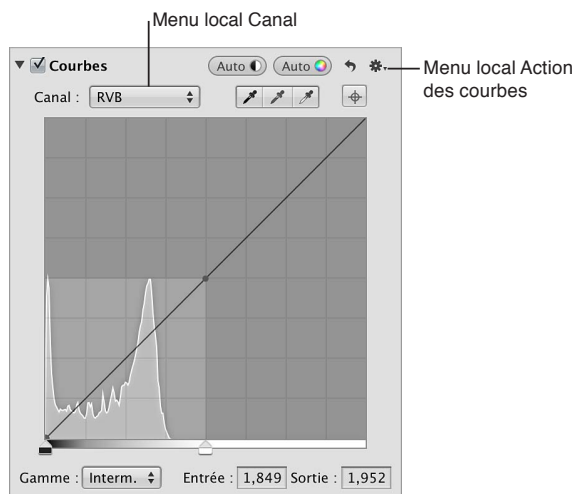 Menu local Canal
Courbes
Auto
Auto
Menu local Action
des courbes
Canal :
RVB
Gamme :
Interm.
Entrée :
1,849
Sortie :
1,952